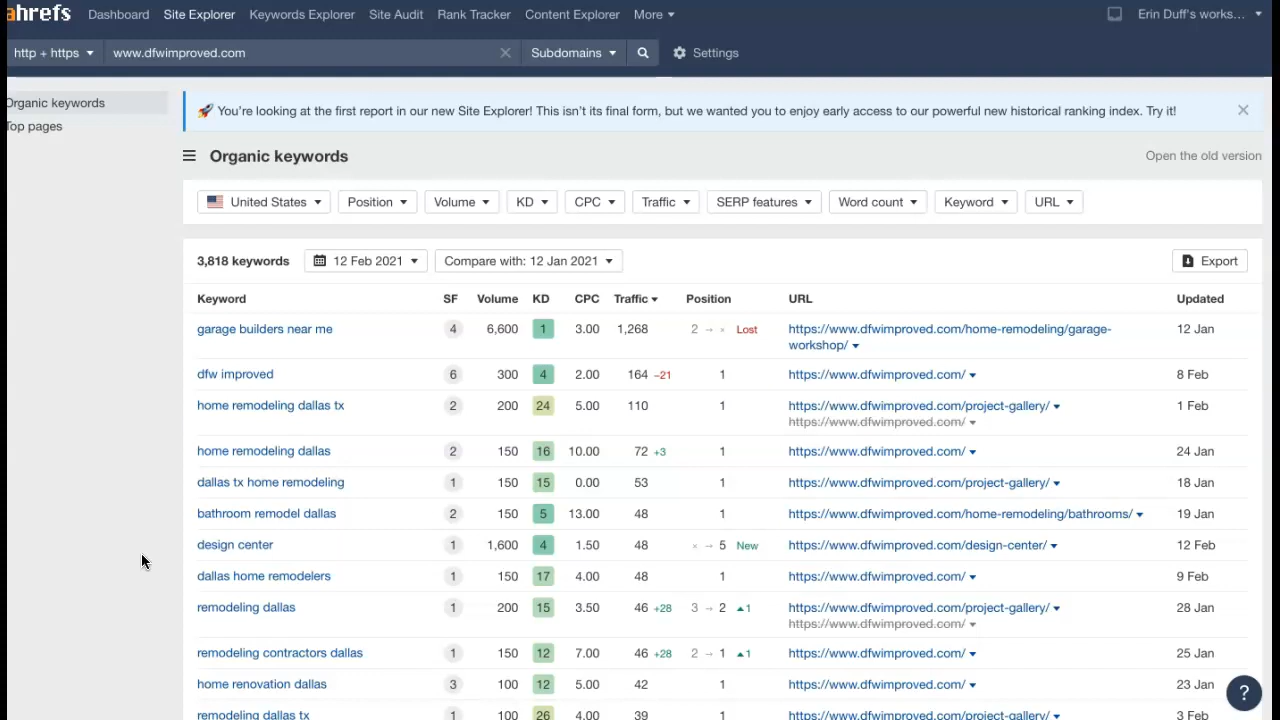 ahrefs Dashboard Site Explorer Keywords Explorer Site Audit Rank Tracker Content Explorer More Erin Duff's works...
http + https www.dfwimproved.com Subdomains Settings
Organic keywords
Top pages
🚀 You're looking at the first report in our new Site Explorer! This isn't its final form, but we wanted you to enjoy early access to our powerful new historical ranking index. Try it!
Organic keywords Open the old version
United States Position Volume KD CPC Traffic SERP features Word count Keyword URL
3,818 keywords 12 Feb 2021 Compare with: 12 Jan 2021 Export
Keyword SF Volume KD CPC Traffic Position URL Updated
garage builders near me 4 6,600 1 3.00 1,268 2 → × Lost https://www.dfwimproved.com/home-remodeling/garage- 12 Jan
workshop/
dfw improved 6 300 4 2.00 164 −21 1 https://www.dfwimproved.com/ 8 Feb
home remodeling dallas tx 2 200 24 5.00 110 1 https://www.dfwimproved.com/project-gallery/ 1 Feb
https://www.dfwimproved.com/
home remodeling dallas 2 150 16 10.00 72 +3 1 https://www.dfwimproved.com/ 24 Jan
dallas tx home remodeling 1 150 15 0.00 53 1 https://www.dfwimproved.com/project-gallery/ 18 Jan
bathroom remodel dallas 2 150 5 13.00 48 1 https://www.dfwimproved.com/home-remodeling/bathrooms/ 19 Jan
design center 1 1,600 4 1.50 48 × → 5 New https://www.dfwimproved.com/design-center/ 12 Feb
dallas home remodelers 1 150 17 4.00 48 1 https://www.dfwimproved.com/ 9 Feb
remodeling dallas 1 200 15 3.50 46 +28 3 → 2 ▲1 https://www.dfwimproved.com/project-gallery/ 28 Jan
https://www.dfwimproved.com/
remodeling contractors dallas 1 150 12 7.00 46 +28 2 → 1 ▲1 https://www.dfwimproved.com/ 25 Jan
home renovation dallas 3 100 12 5.00 42 1 https://www.dfwimproved.com/ 23 Jan
remodeling dallas tx 1 100 26 4.00 39 1 https://www.dfwimproved.com/project-gallery/ 3 Feb
?